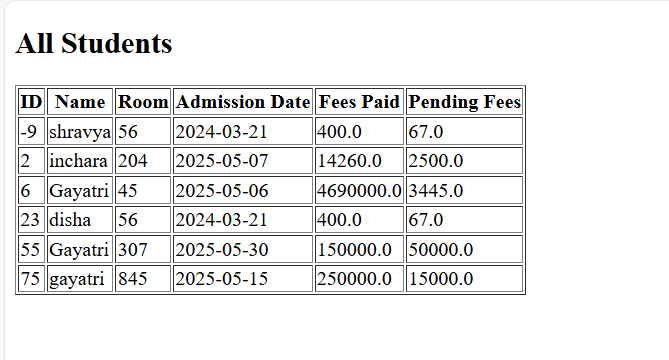 All Students
ID Name Room Admission Date Fees Paid Pending Fees
-9 shravya 56 2024-03-21 400.0 67.0
2 inchara 204 2025-05-07 14260.0 2500.0
6 Gayatri 45 2025-05-06 4690000.0 3445.0
23 disha 56 2024-03-21 400.0 67.0
55 Gayatri 307 2025-05-30 150000.0 50000.0
75 gayatri 845 2025-05-15 250000.0 15000.0